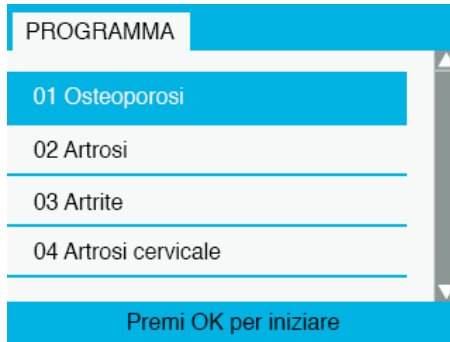 PROGRAMMA
01 Osteoporosi
02 Artrosi
03 Artrite
04 Artrosi cervicale
Premi OK per iniziare